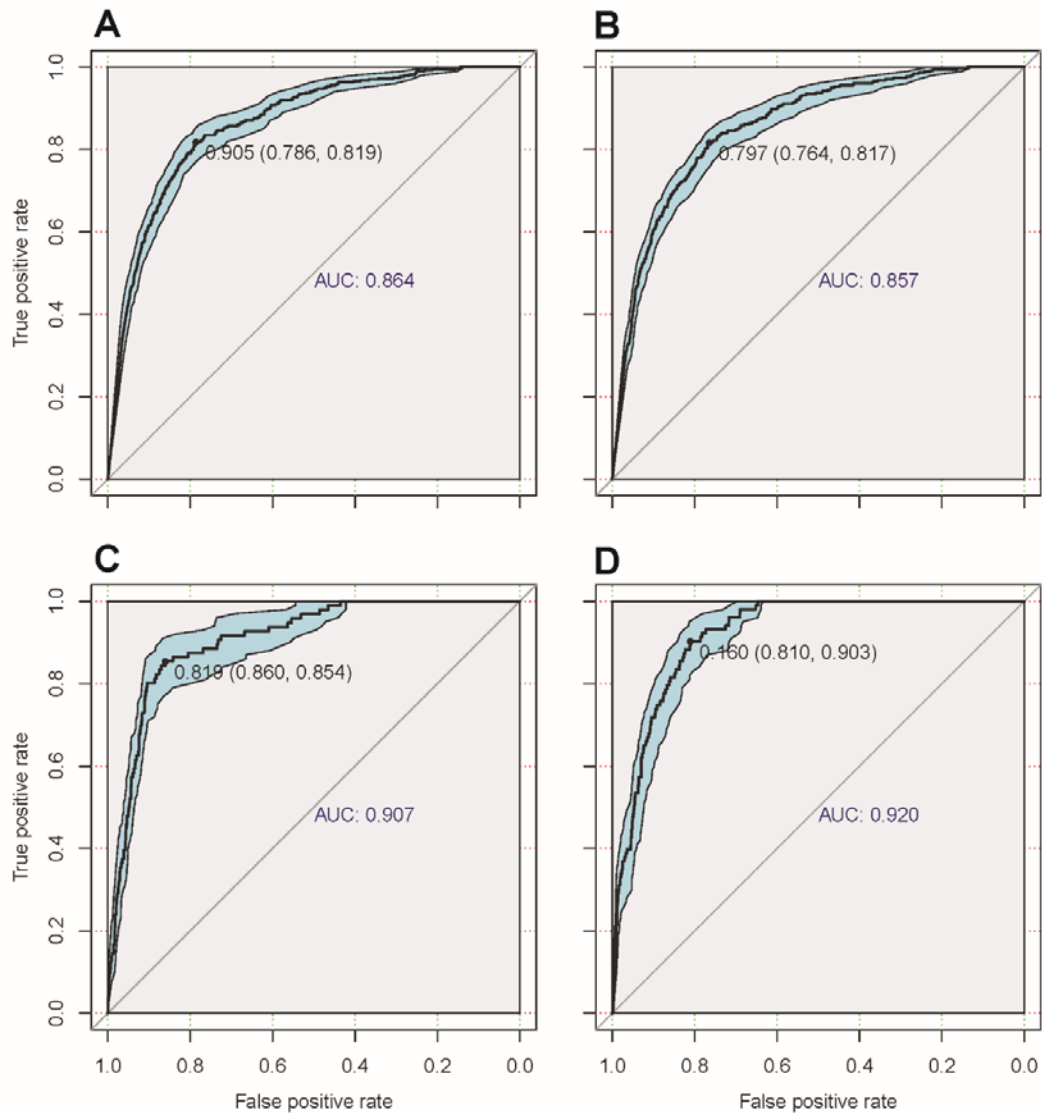 A
B
1.0
0.8
0.6
0.4
0.2
0.0
True positive rate
0.905 (0.786, 0.819)
AUC: 0.864
0.797 (0.764, 0.817)
AUC: 0.857
C
D
1.0
0.8
0.6
0.4
0.2
0.0
True positive rate
0.819 (0.860, 0.854)
AUC: 0.907
0.160 (0.810, 0.903)
AUC: 0.920
1.0 0.8 0.6 0.4 0.2 0.0
1.0 0.8 0.6 0.4 0.2 0.0
False positive rate
False positive rate